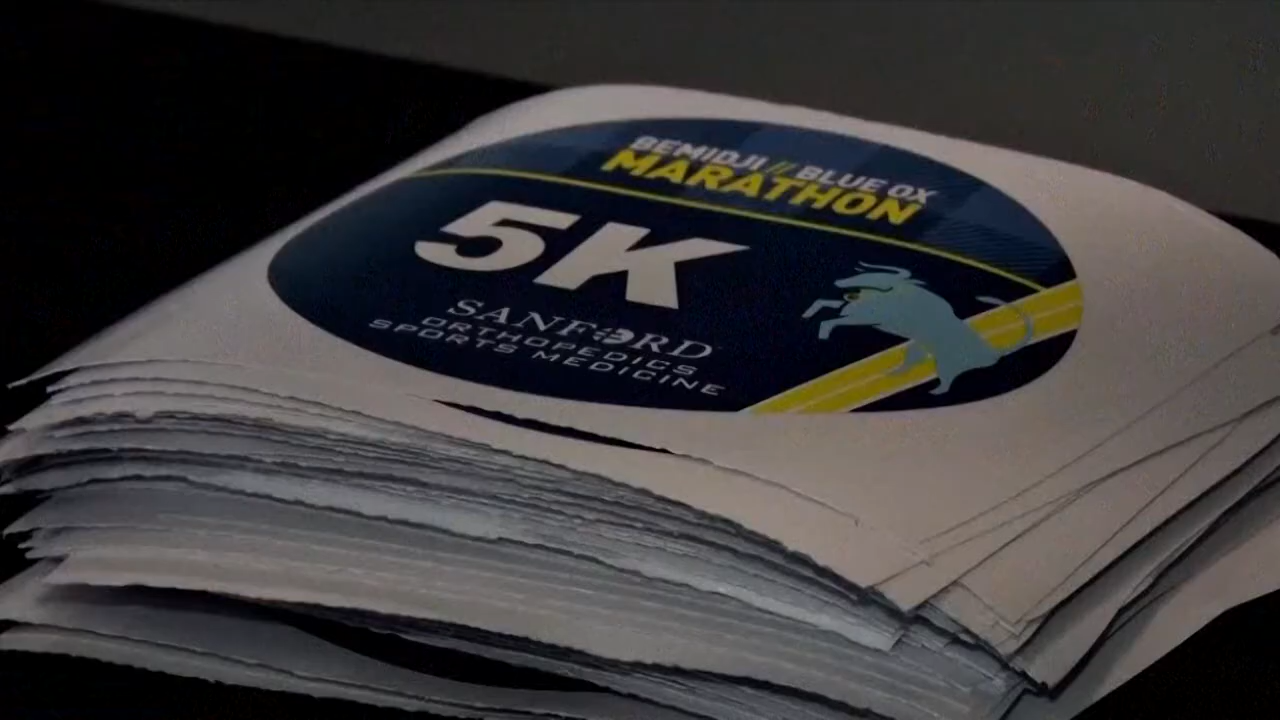 BEMIDJI // BLUE OX
MARATHON
5K
SANFORD
ORTHOPEDICS
SPORTS MEDICINE